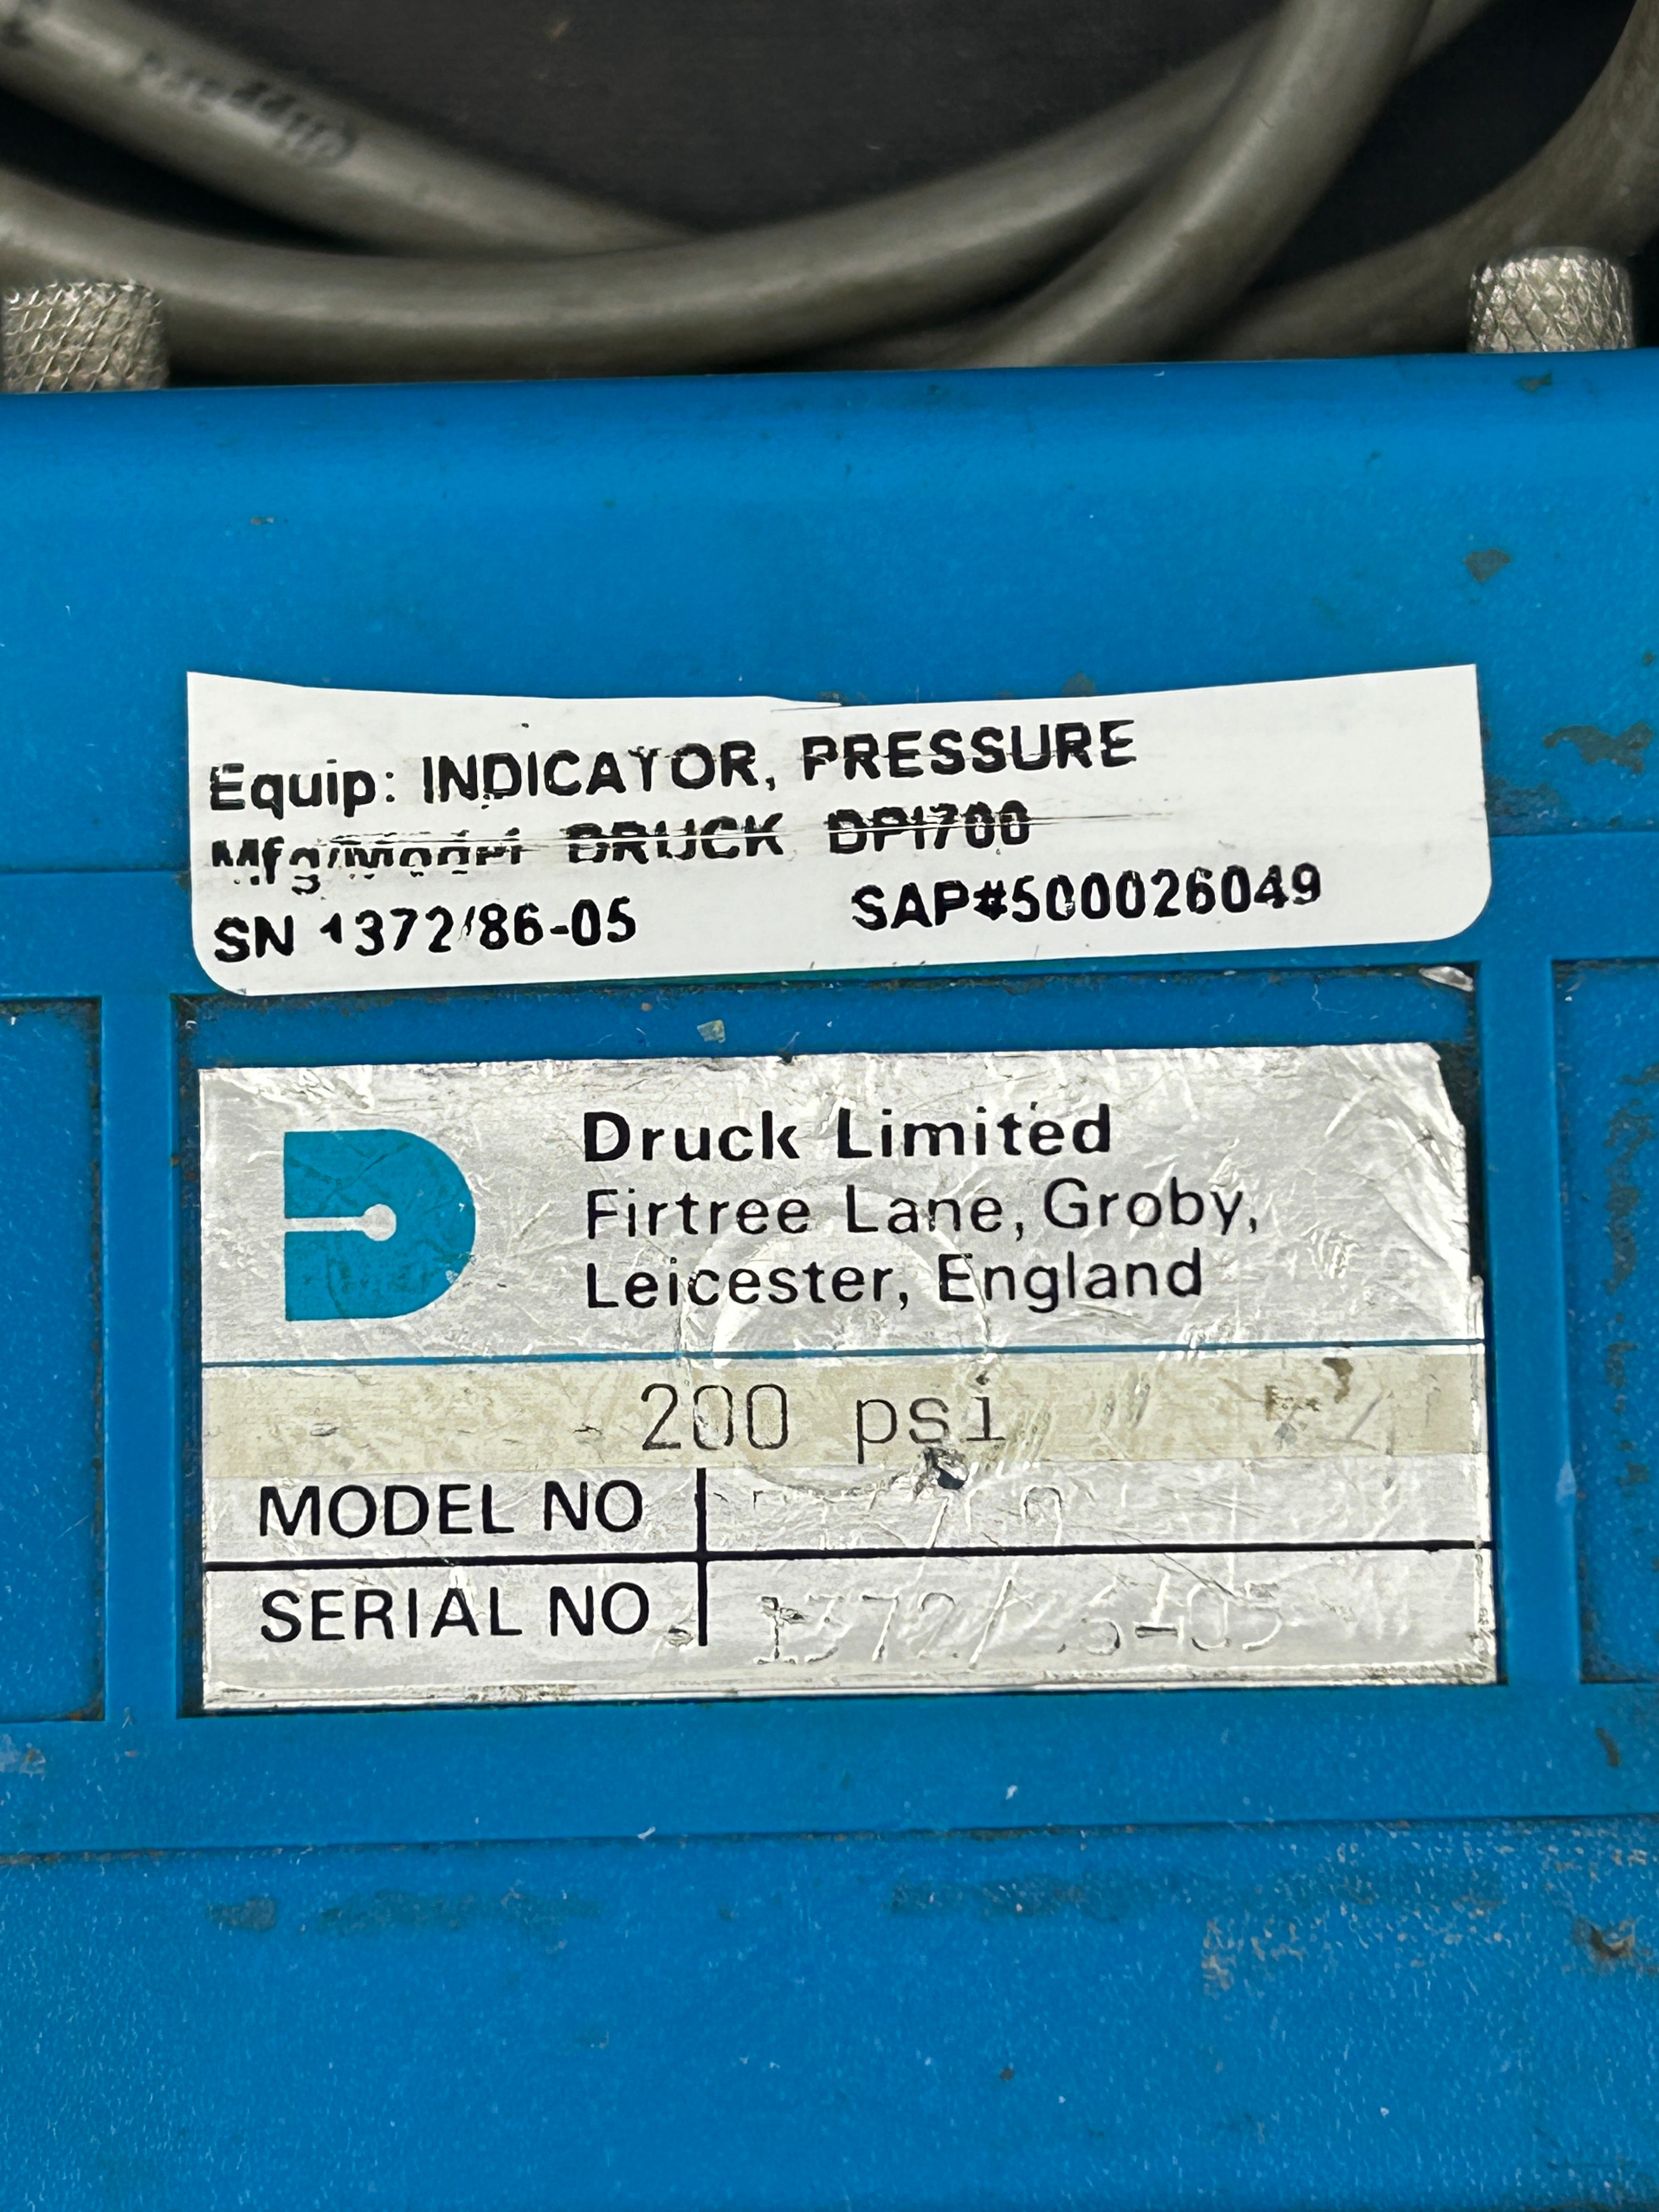 Equip: INDICATOR, PRESSURE
Mfg/Model DRUCK DPI700
SN 1372/86-05 SAP#500026049
Druck Limited
Firtree Lane, Groby,
Leicester, England
200 psi
MODEL NO
SERIAL NO